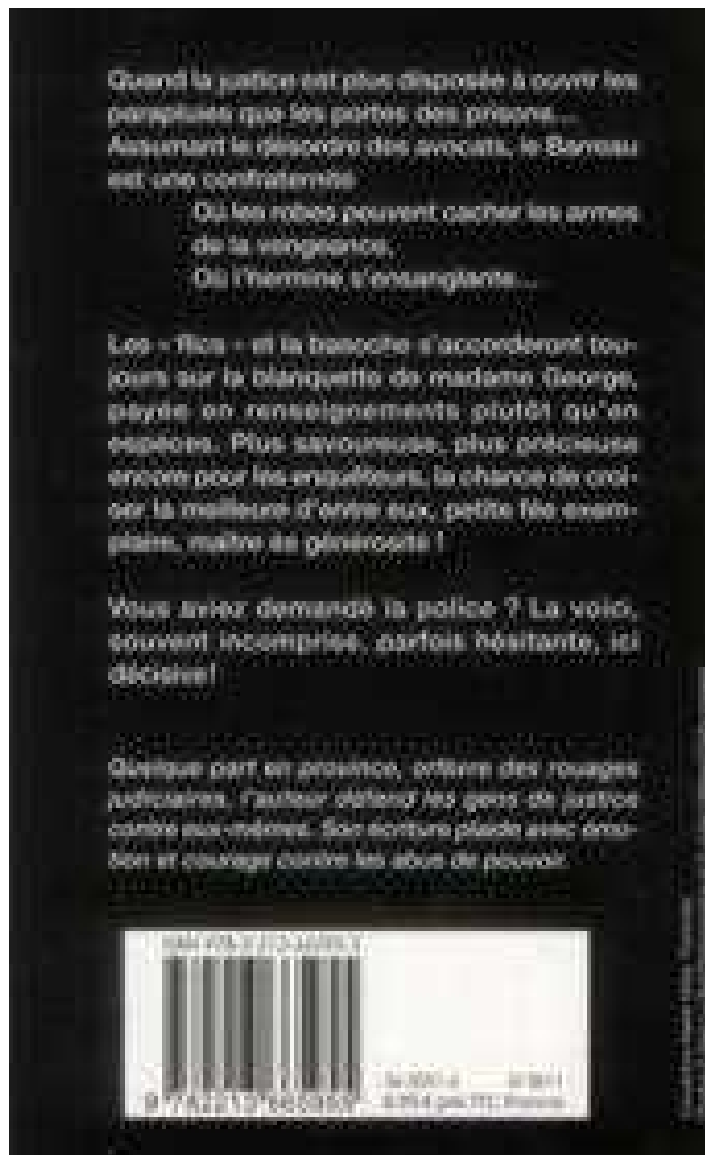 Quand la justice est plus disposée à ouvrir les
parapluies que les portes des prisons...
Assumant le désordre des avocats, le Barreau
est une confraternité
Où les robes peuvent cacher les armes
de la vengeance,
Où l'hermine s'ensanglante...
Les « flics » et la basoche s'accorderont tou-
jours sur la blanquette de madame George,
payée en renseignements plutôt qu'en
espèces. Plus savoureuse, plus précieuse
encore pour les enquêteurs, la chance de croi-
ser la meilleure d'entre eux, petite fée exem-
plaire, maître ès générosité !
Vous aviez demandé la police ? La voici,
souvent incomprise, parfois hésitante, ici
décisive !
Quelque part en province, orfèvre des rouages
judiciaires, l'auteur défend les gens de justice
contre eux-mêmes. Son écriture plaide avec émo-
tion et courage contre les abus de pouvoir.
ISBN
prix TTC France